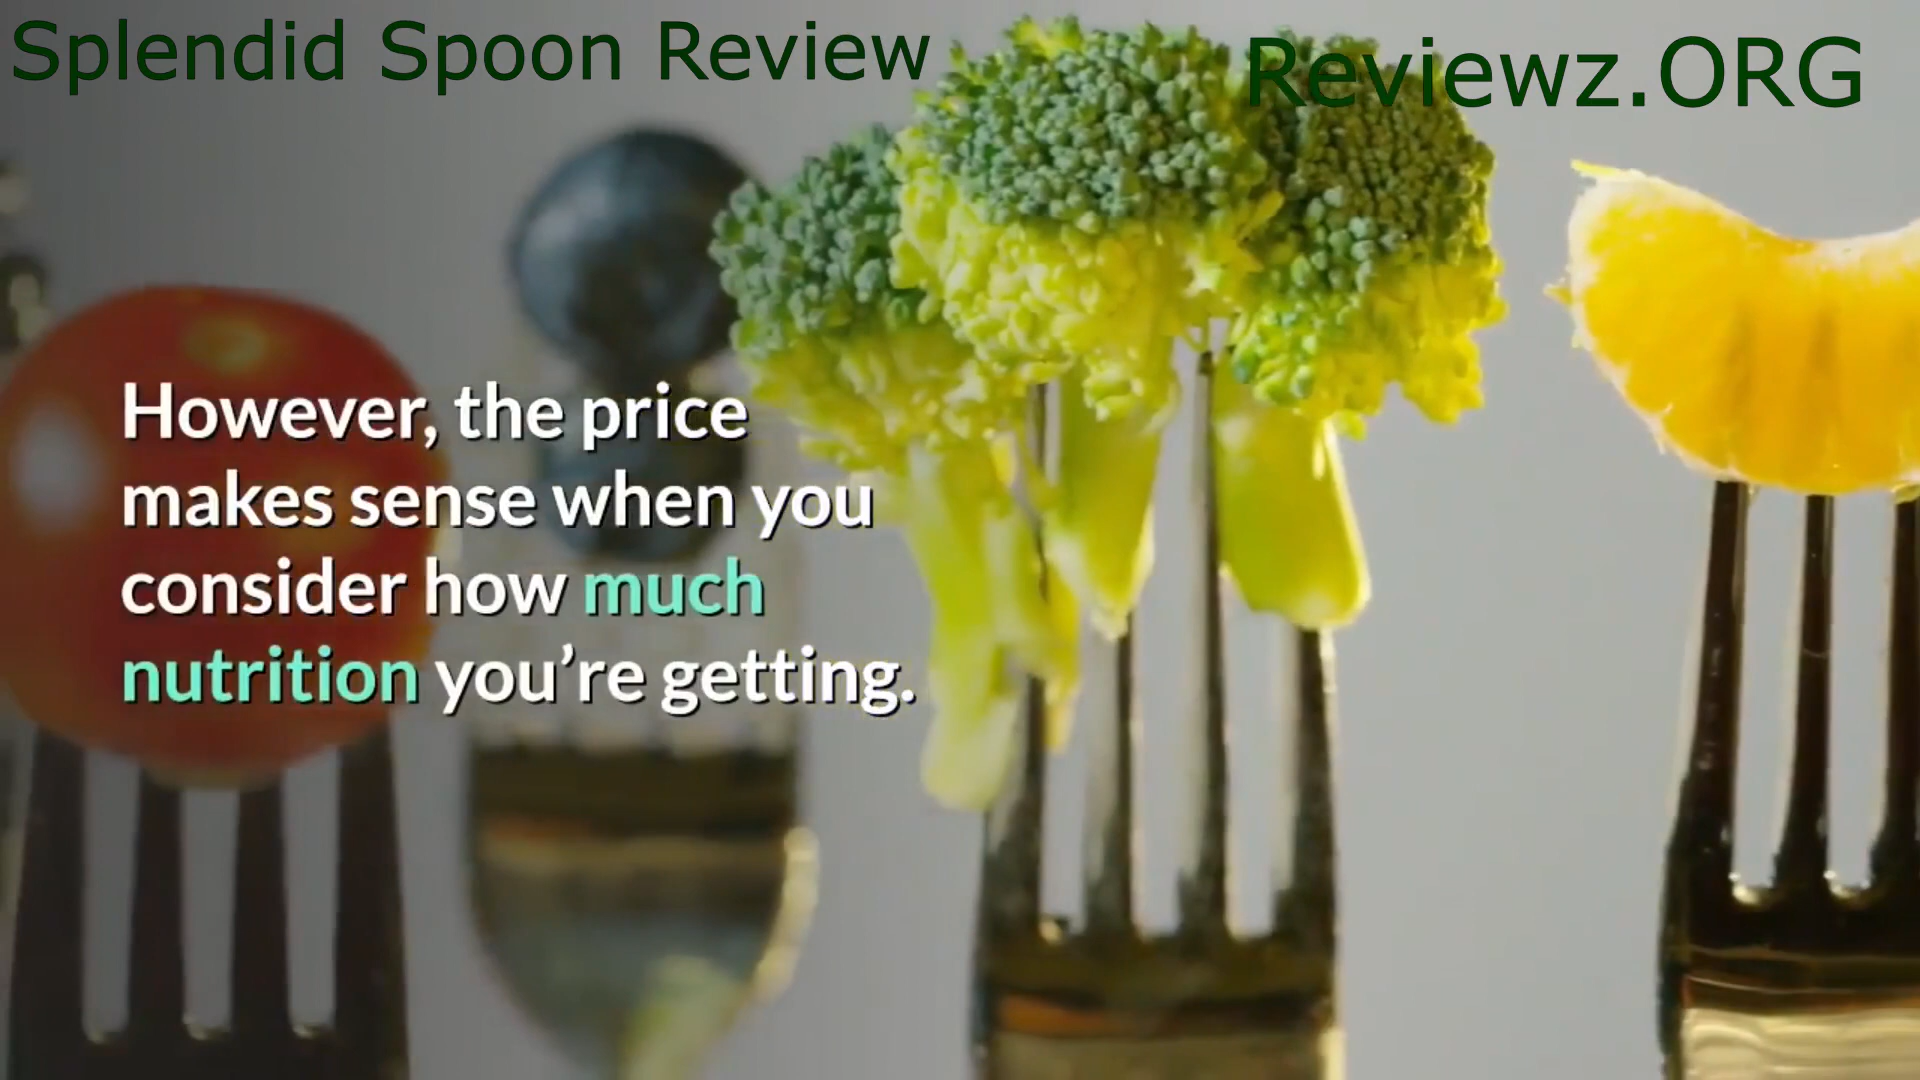 Splendid Spoon Review
Reviewz.ORG
However, the price
makes sense when you
consider how much
nutrition you’re getting.